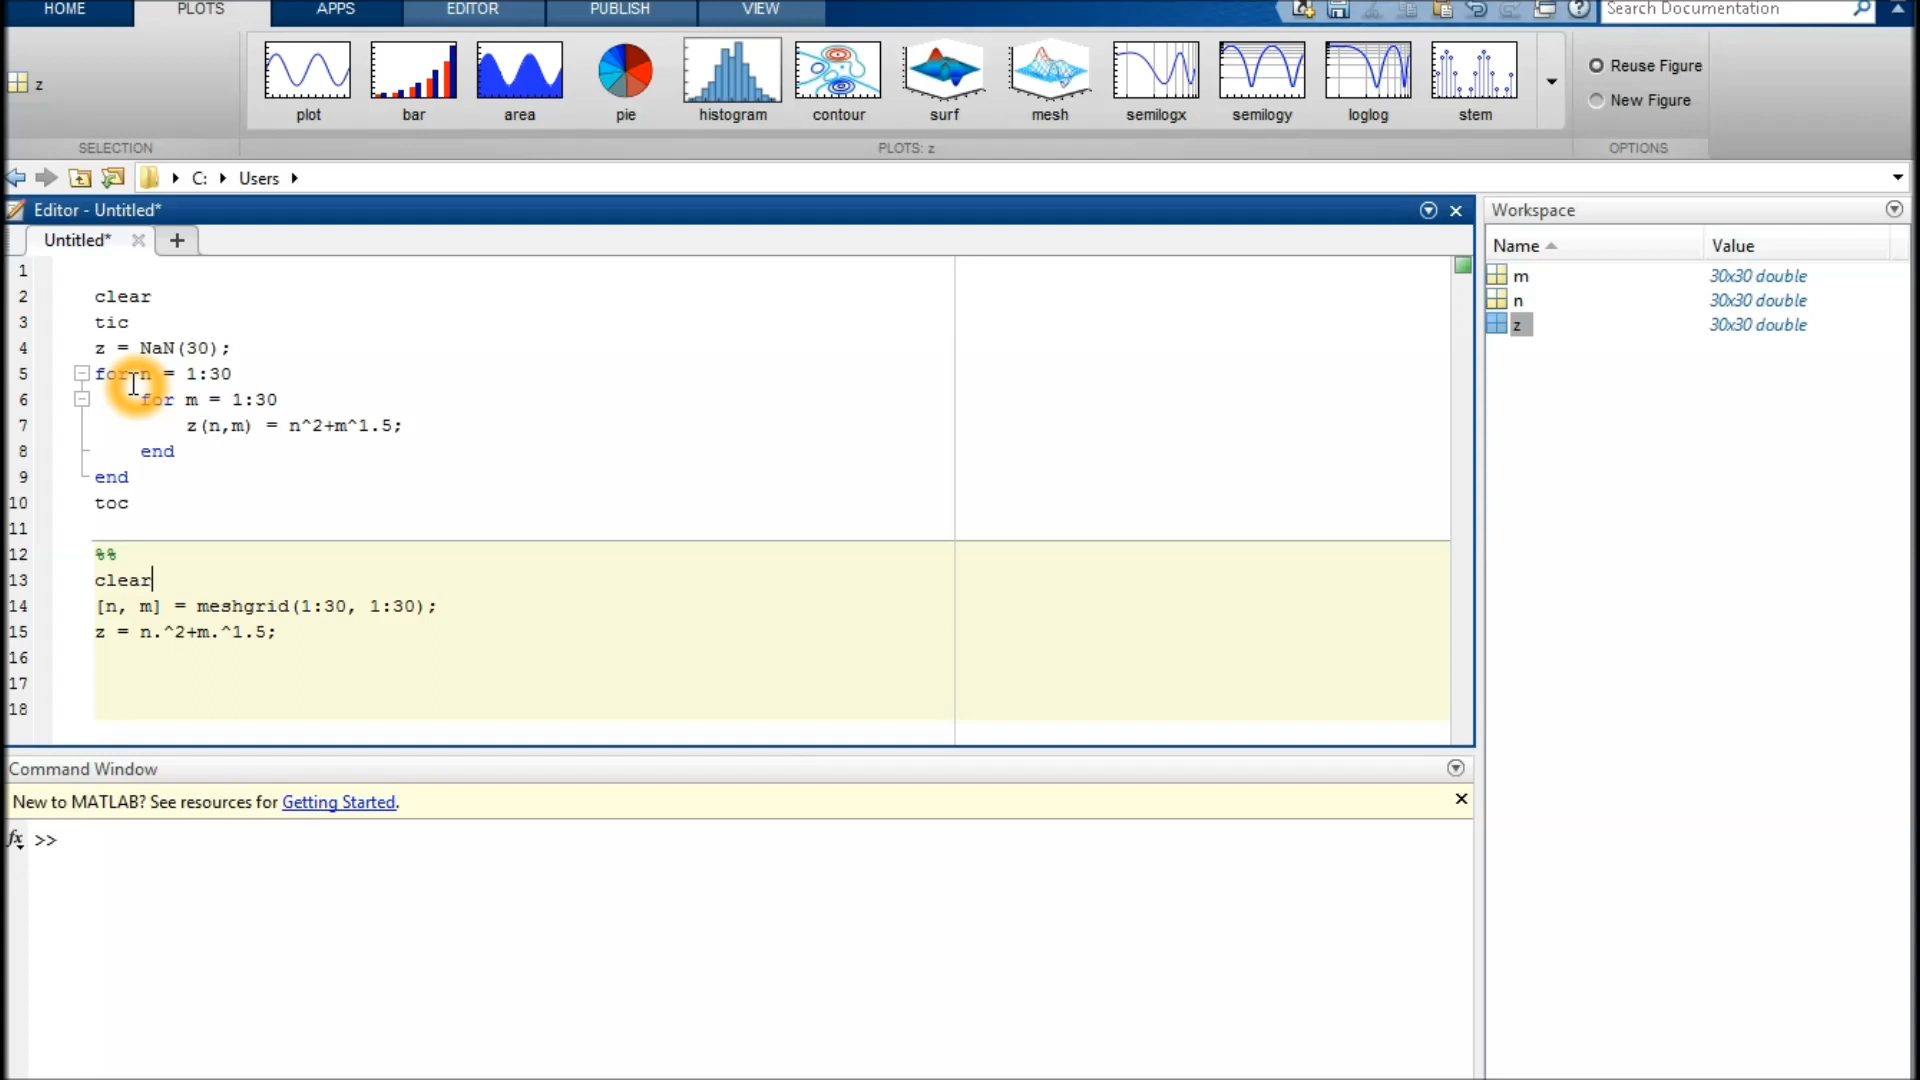 HOME PLOTS APPS EDITOR PUBLISH VIEW Search Documentation
z
plot bar area pie histogram contour surf mesh semilogx semilogy loglog stem
Reuse Figure
New Figure
SELECTION PLOTS: z OPTIONS
C: Users
Editor - Untitled*
Workspace
Untitled*
Name Value
m 30x30 double
n 30x30 double
z 30x30 double
1
2 clear
3 tic
4 z = NaN(30);
5 for n = 1:30
6 for m = 1:30
7 z(n,m) = n^2+m^1.5;
8 end
9 end
10 toc
11
12 %%
13 clear
14 [n, m] = meshgrid(1:30, 1:30);
15 z = n.^2+m.^1.5;
16
17
18
Command Window
New to MATLAB? See resources for Getting Started.
fx >>